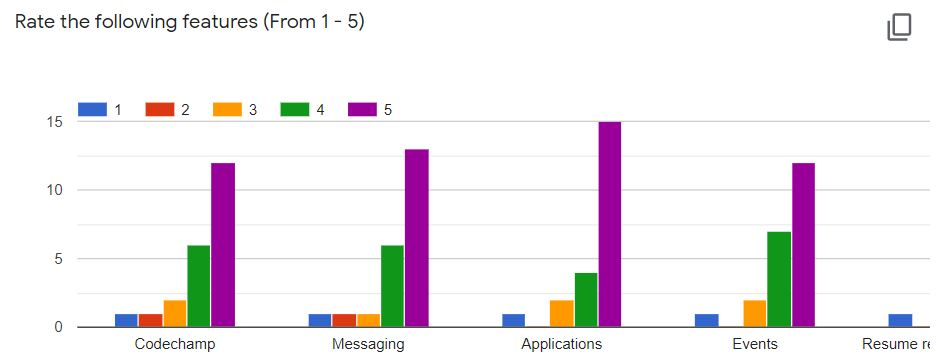 Rate the following features (From 1 - 5)
1 2 3 4 5
15
10
5
0
Codechamp Messaging Applications Events Resume